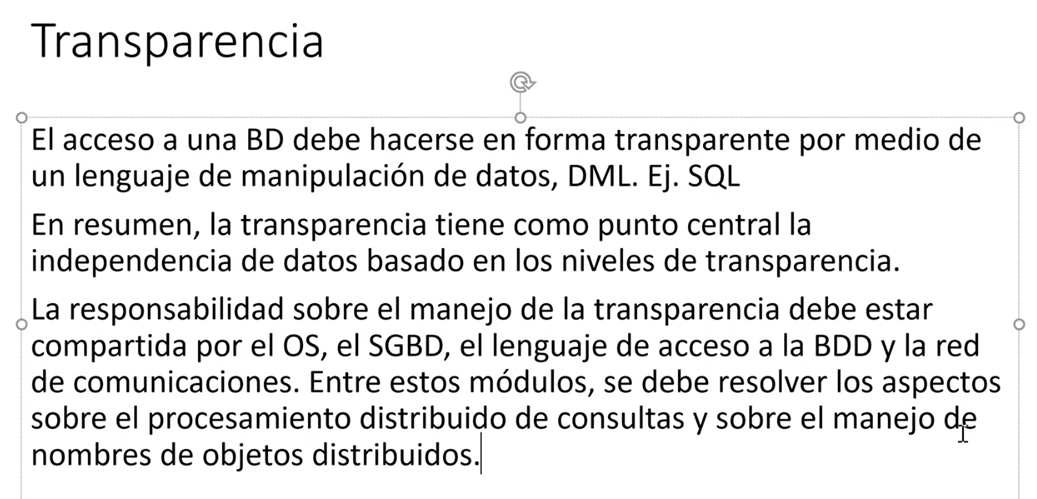 Transparencia
El acceso a una BD debe hacerse en forma transparente por medio de
un lenguaje de manipulación de datos, DML. Ej. SQL
En resumen, la transparencia tiene como punto central la
independencia de datos basado en los niveles de transparencia.
La responsabilidad sobre el manejo de la transparencia debe estar
compartida por el OS, el SGBD, el lenguaje de acceso a la BDD y la red
de comunicaciones. Entre estos módulos, se debe resolver los aspectos
sobre el procesamiento distribuido de consultas y sobre el manejo de
nombres de objetos distribuidos.